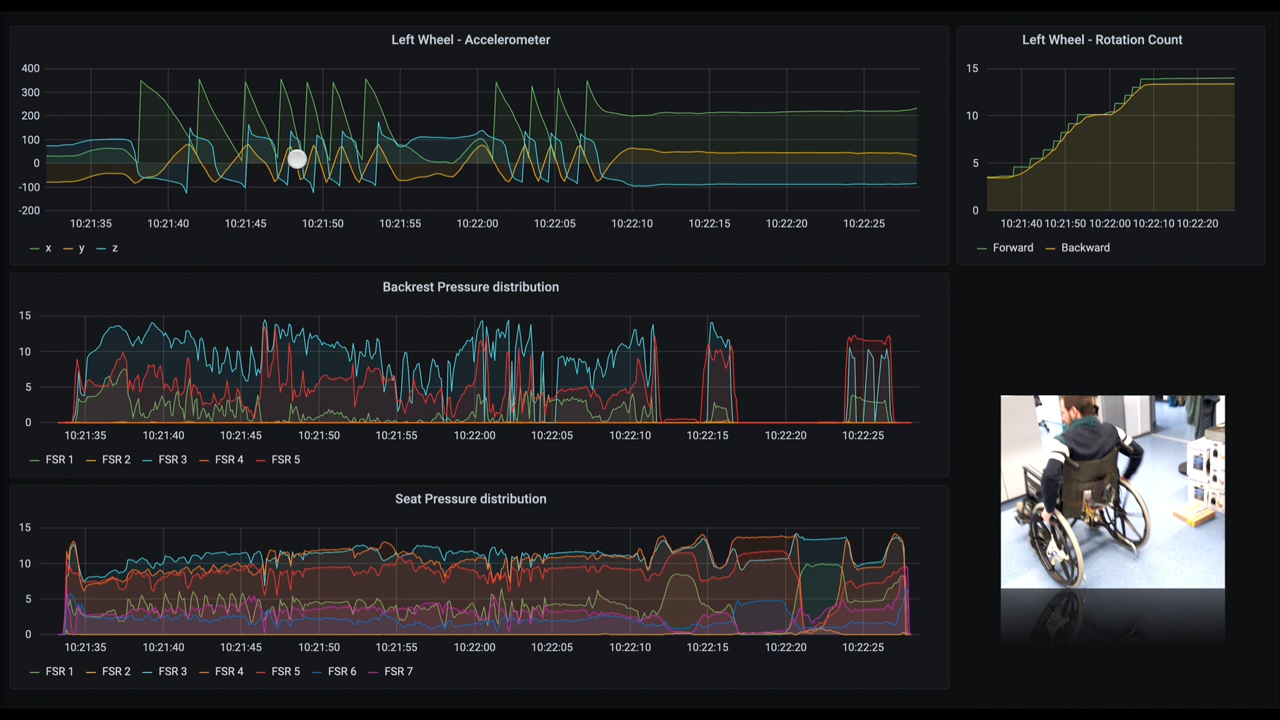 Left Wheel - Accelerometer
400
300
200
100
0
-100
-200
10:21:35 10:21:40 10:21:45 10:21:50 10:21:55 10:22:00 10:22:05 10:22:10 10:22:15 10:22:20 10:22:25
x y z
Left Wheel - Rotation Count
15
10
5
0
10:21:40 10:21:50 10:22:00 10:22:10 10:22:20
Forward Backward
Backrest Pressure distribution
15
10
5
0
10:21:35 10:21:40 10:21:45 10:21:50 10:21:55 10:22:00 10:22:05 10:22:10 10:22:15 10:22:20 10:22:25
FSR 1 FSR 2 FSR 3 FSR 4 FSR 5
Seat Pressure distribution
15
10
5
0
10:21:35 10:21:40 10:21:45 10:21:50 10:21:55 10:22:00 10:22:05 10:22:10 10:22:15 10:22:20 10:22:25
FSR 1 FSR 2 FSR 3 FSR 4 FSR 5 FSR 6 FSR 7